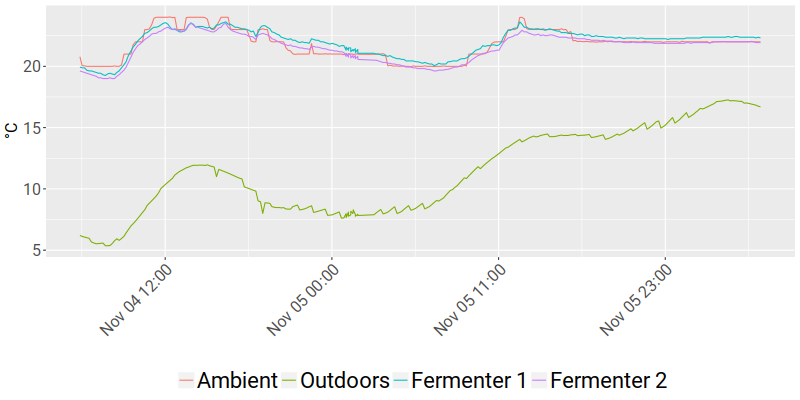 °C
20
15
10
5
Nov 04 12:00
Nov 05 00:00
Nov 05 11:00
Nov 05 23:00
Ambient Outdoors Fermenter 1 Fermenter 2